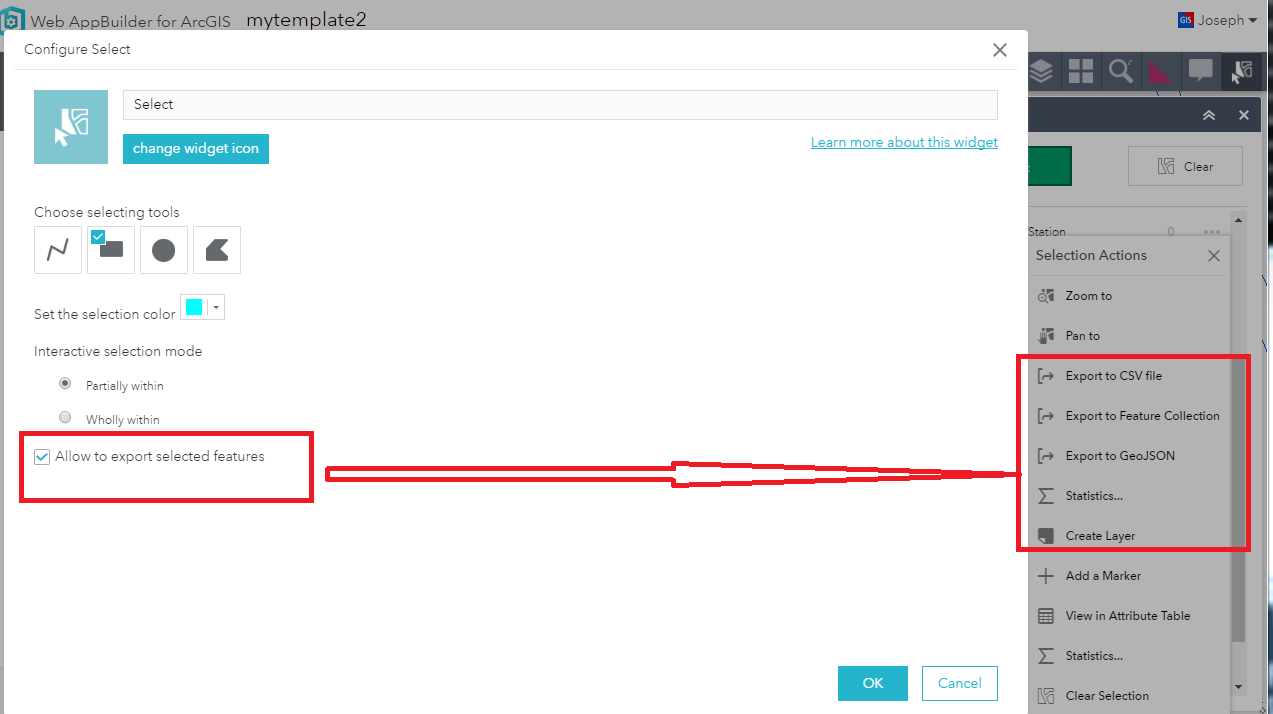 Web AppBuilder for ArcGIS mytemplate2
GIS Joseph
Configure Select
Select
change widget icon
Learn more about this widget
Clear
Choose selecting tools
Station 0
Selection Actions
Set the selection color
Zoom to
Interactive selection mode
Pan to
Partially within
Export to CSV file
Wholly within
Export to Feature Collection
Allow to export selected features
Export to GeoJSON
Statistics...
Create Layer
Add a Marker
View in Attribute Table
Statistics...
OK
Cancel
Clear Selection